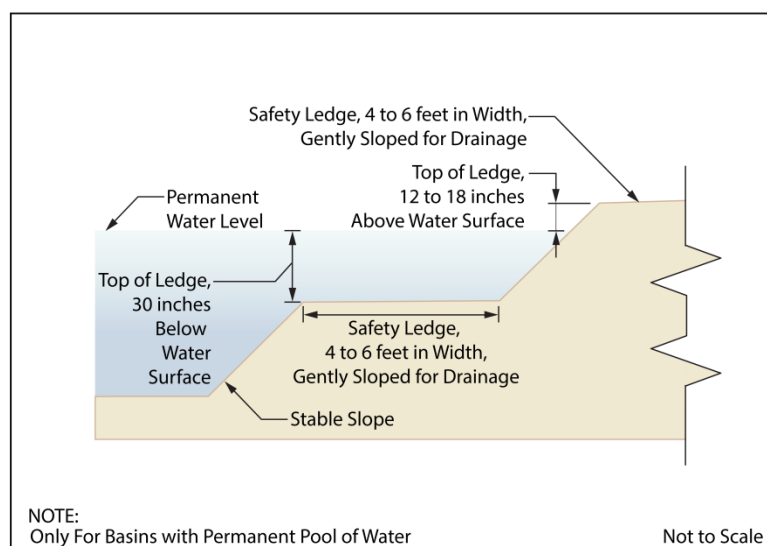 Safety Ledge, 4 to 6 feet in Width,
Gently Sloped for Drainage
Top of Ledge,
12 to 18 inches
Above Water Surface
Permanent
Water Level
Top of Ledge,
30 inches
Below
Water
Surface
Safety Ledge,
4 to 6 feet in Width,
Gently Sloped for Drainage
Stable Slope
NOTE:
Only For Basins with Permanent Pool of Water
Not to Scale